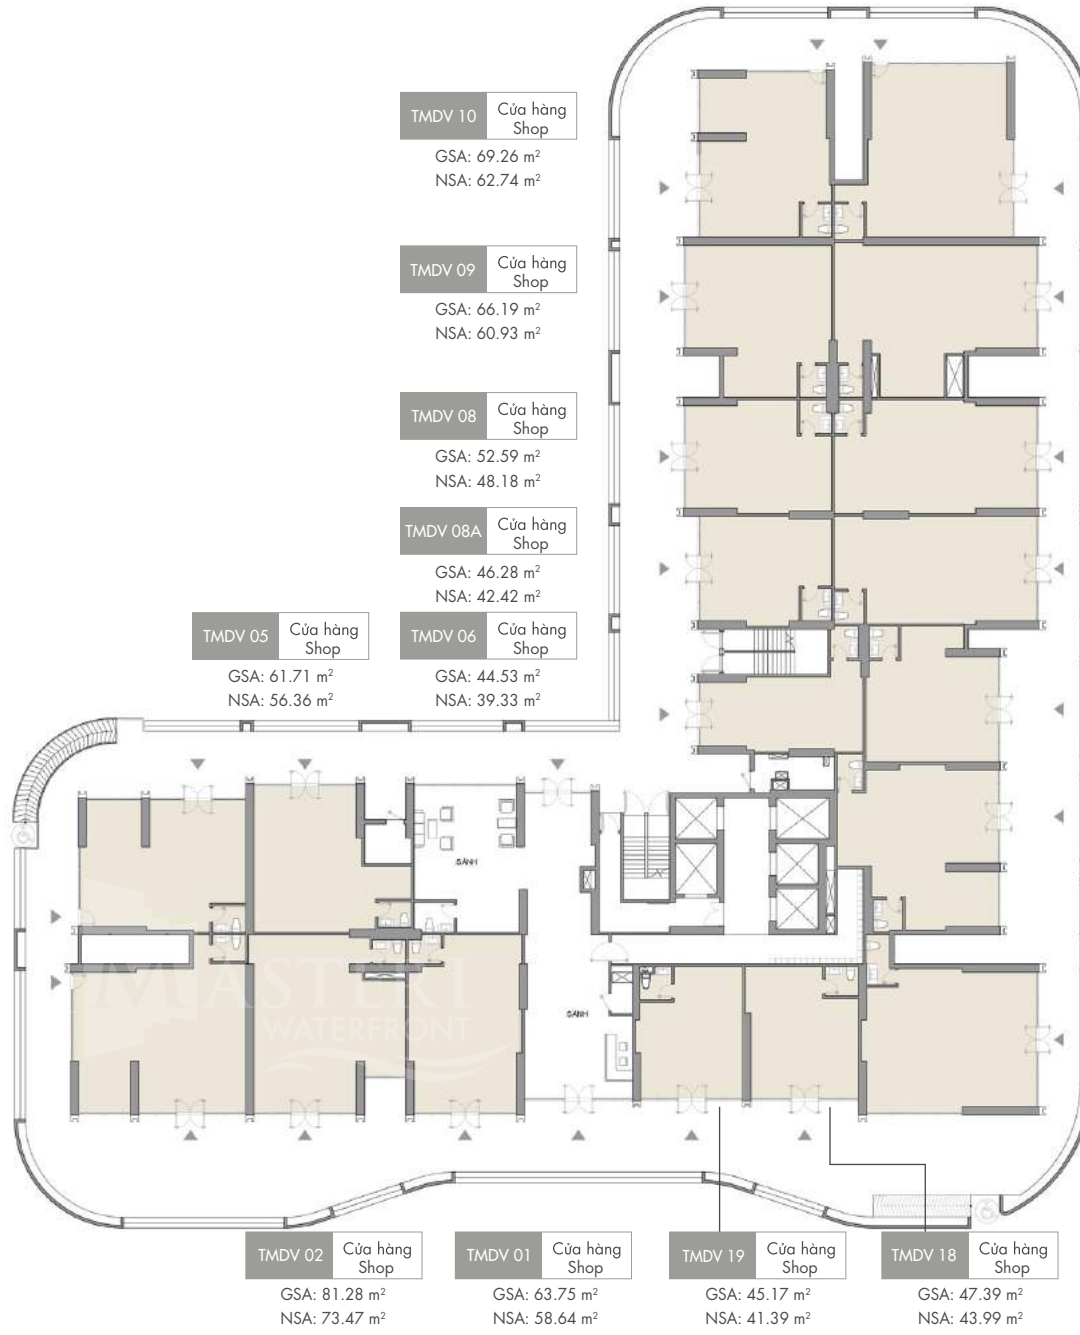 TMDV 10
Cửa hàng
Shop
GSA: 69.26 m²
NSA: 62.74 m²
TMDV 09
Cửa hàng
Shop
GSA: 66.19 m²
NSA: 60.93 m²
TMDV 08
Cửa hàng
Shop
GSA: 52.59 m²
NSA: 48.18 m²
TMDV 08A
Cửa hàng
Shop
GSA: 46.28 m²
NSA: 42.42 m²
TMDV 05
Cửa hàng
Shop
GSA: 61.71 m²
NSA: 56.36 m²
TMDV 06
Cửa hàng
Shop
GSA: 44.53 m²
NSA: 39.33 m²
SẢNH
MASTERI
WATERFRONT
SẢNH
TMDV 02
Cửa hàng
Shop
GSA: 81.28 m²
NSA: 73.47 m²
TMDV 01
Cửa hàng
Shop
GSA: 63.75 m²
NSA: 58.64 m²
TMDV 19
Cửa hàng
Shop
GSA: 45.17 m²
NSA: 41.39 m²
TMDV 18
Cửa hàng
Shop
GSA: 47.39 m²
NSA: 43.99 m²